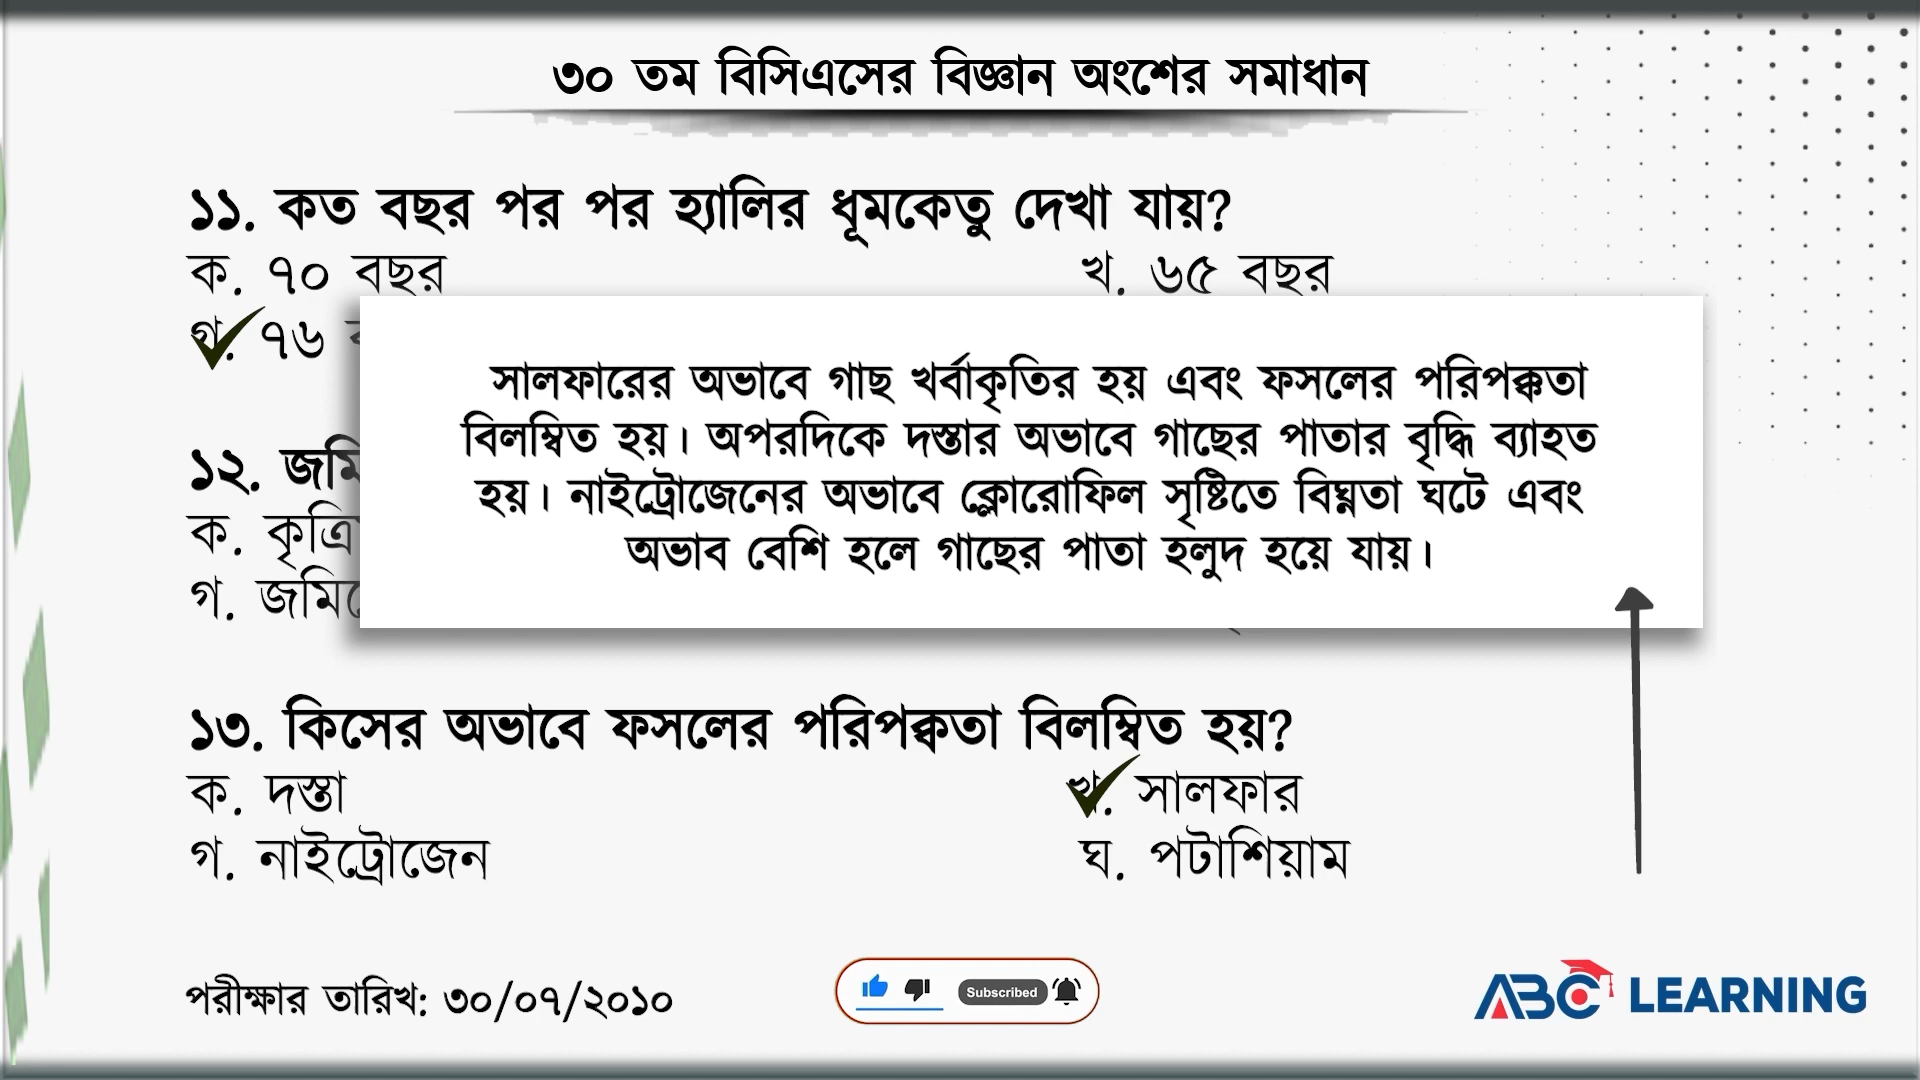 ৩০ তম বিসিএসের বিজ্ঞান অংশের সমাধান
১১. কত বছর পর পর হ্যালির ধূমকেতু দেখা যায়?
ক. ৭০ বছর
খ. ৬৫ বছর
গ. ৭৬
সালফারের অভাবে গাছ খর্বাকৃতির হয় এবং ফসলের পরিপক্কতা
বিলম্বিত হয়। অপরদিকে দস্তার অভাবে গাছের পাতার বৃদ্ধি ব্যাহত
হয়। নাইট্রোজেনের অভাবে ক্লোরোফিল সৃষ্টিতে বিঘ্নতা ঘটে এবং
অভাব বেশি হলে গাছের পাতা হলুদ হয়ে যায়।
১২. জমি
ক.
গ.
১৩. কিসের অভাবে ফসলের পরিপক্বতা বিলম্বিত হয়?
ক. দস্তা
খ. সালফার
গ. নাইট্রোজেন
ঘ. পটাশিয়াম
পরীক্ষার তারিখ: ৩০/০৭/২০১০
Subscribed
ABC LEARNING